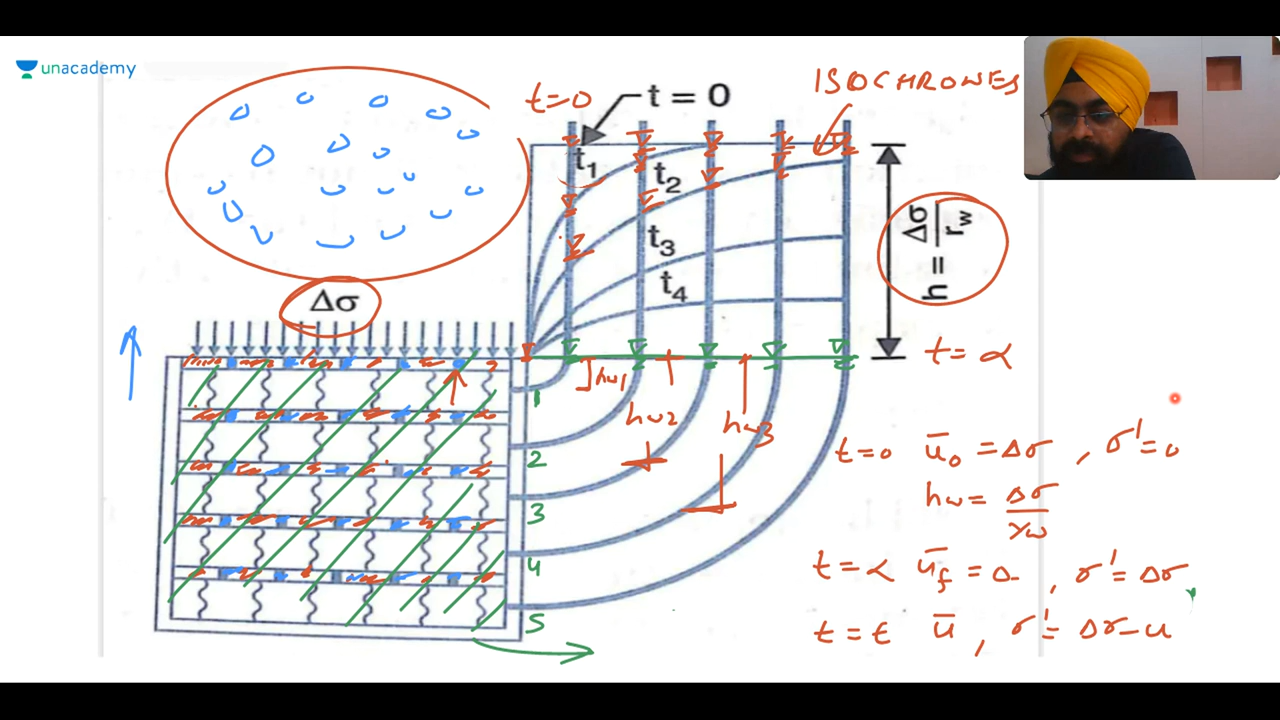 unacademy
t=0
t = 0
ISOCHRONES
t₁
t₂
t₃
t₄
h = Δσ/rw
Δσ
t = α
hw1
hw2
hw3
1
2
3
4
5
t=0 ū₀ = Δσ , σ' = 0
hw = Δσ/γw
t = α ūf = 0 , σ' = Δσ
t = t ū , σ' = Δσ - u